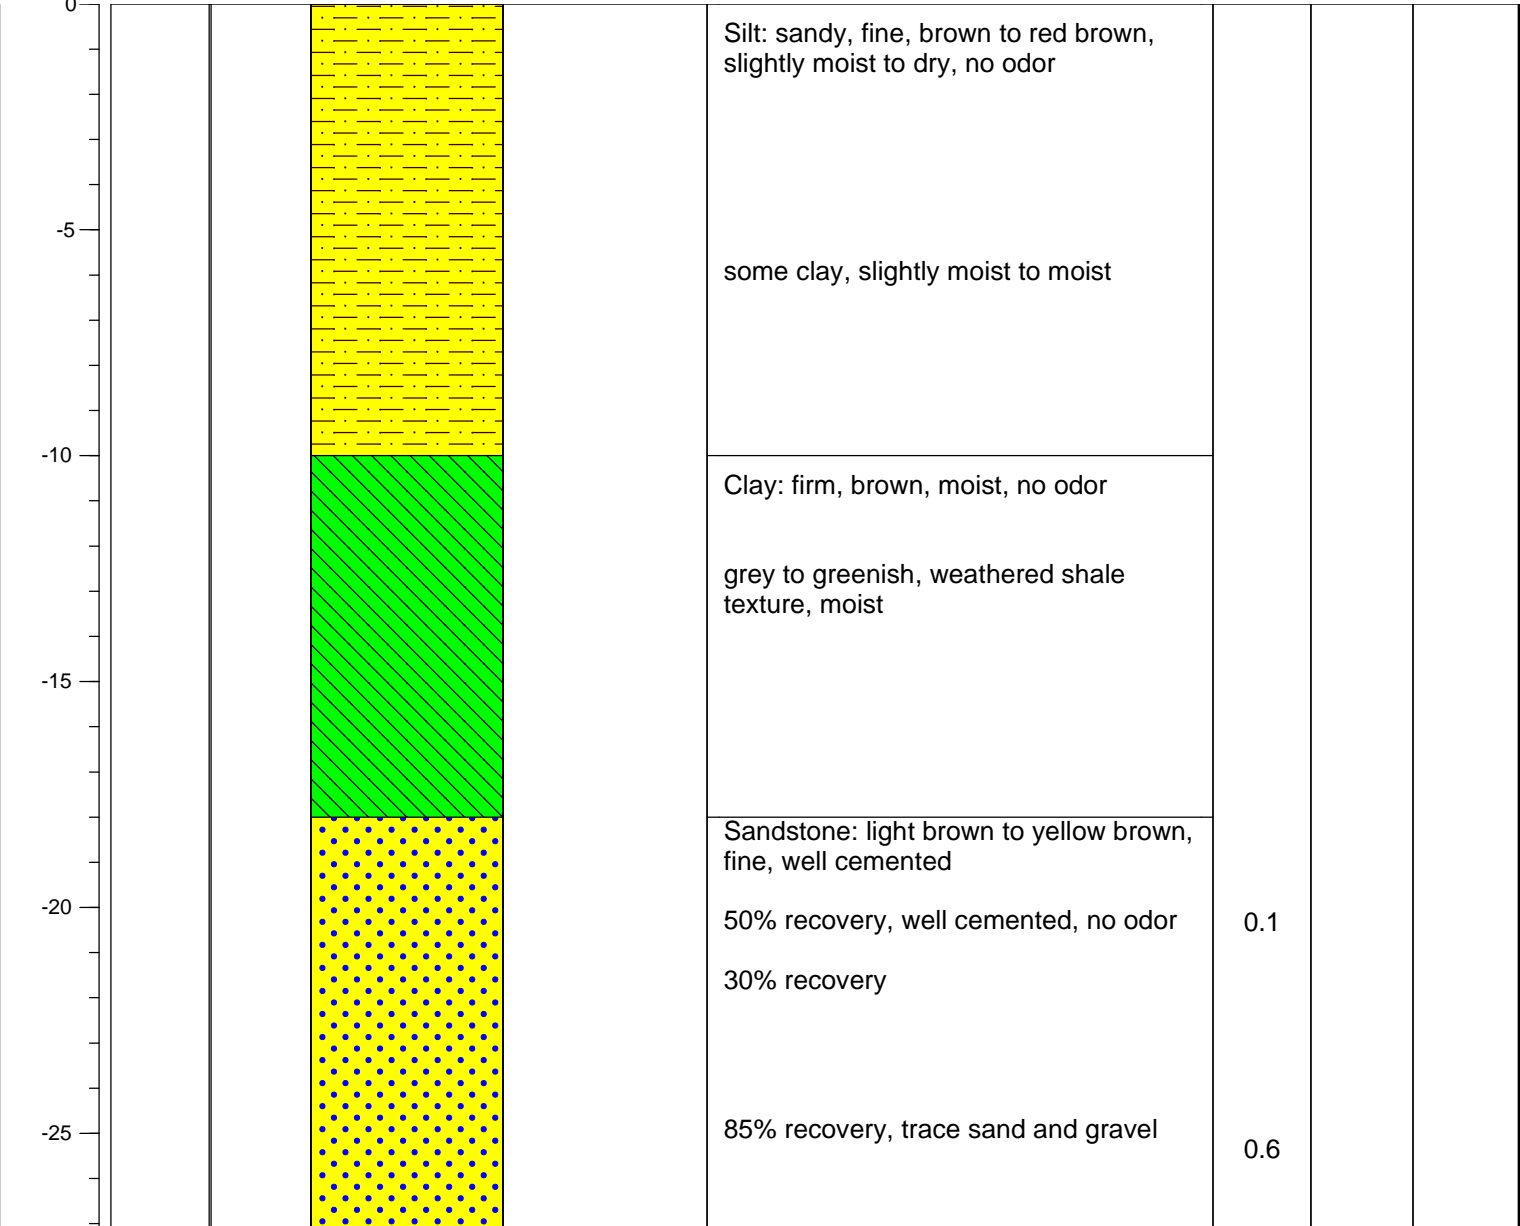 0
Silt: sandy, fine, brown to red brown,
slightly moist to dry, no odor
-5
some clay, slightly moist to moist
-10
Clay: firm, brown, moist, no odor
grey to greenish, weathered shale
texture, moist
-15
Sandstone: light brown to yellow brown,
fine, well cemented
-20
50% recovery, well cemented, no odor
0.1
30% recovery
-25
85% recovery, trace sand and gravel
0.6